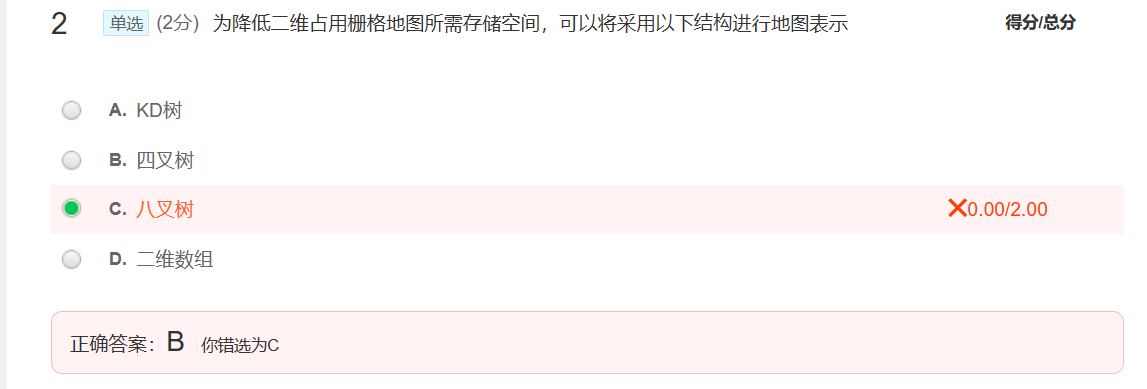 2 单选 (2分) 为降低二维占用栅格地图所需存储空间，可以将采用以下结构进行地图表示 得分/总分
A. KD树
B. 四叉树
C. 八叉树 ✕0.00/2.00
D. 二维数组
正确答案：B 你错选为C